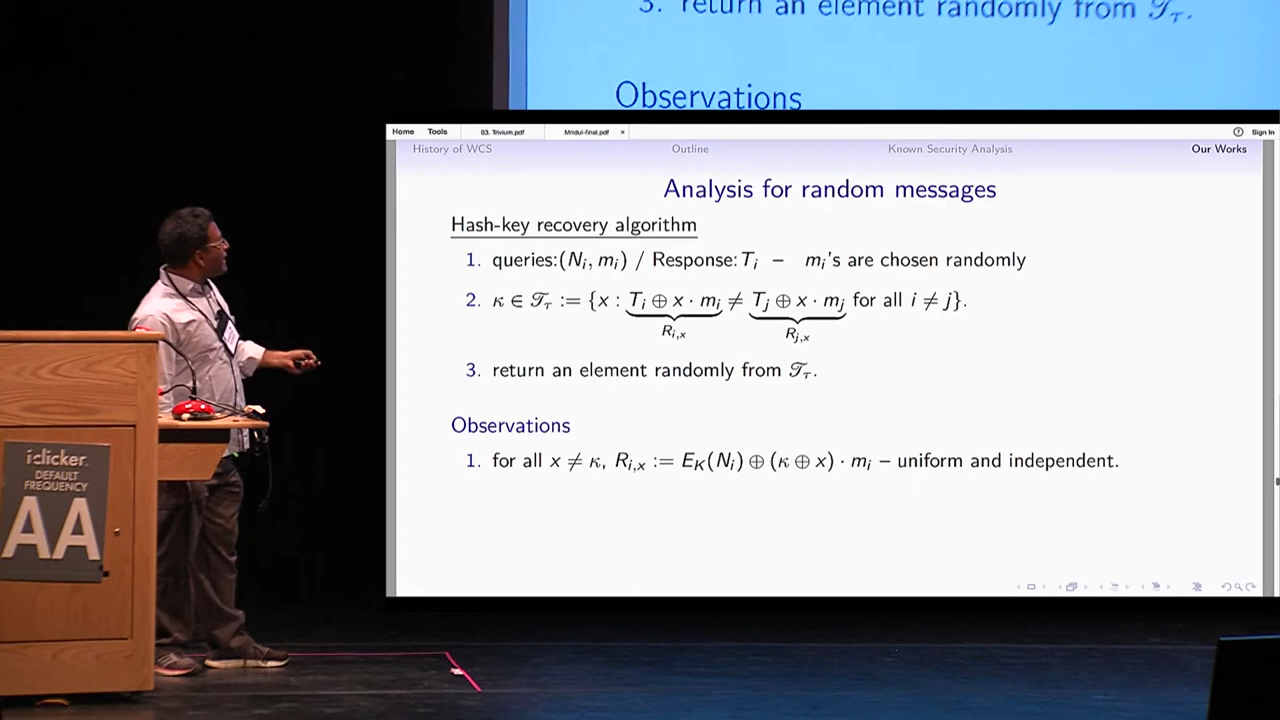 3. return an element randomly from 𝒯τ.
Observations
Home Tools 03. Trivium.pdf Mridul-final.pdf × ? Sign In
History of WCS Outline Known Security Analysis Our Works
Analysis for random messages
Hash-key recovery algorithm
1. queries:(Nᵢ, mᵢ) / Response: Tᵢ − mᵢ's are chosen randomly
2. κ ∈ 𝒯τ := {x : Tᵢ ⊕ x · mᵢ ≠ Tⱼ ⊕ x · mⱼ for all i ≠ j}.
Rᵢ,ₓ Rⱼ,ₓ
3. return an element randomly from 𝒯τ.
Observations
1. for all x ≠ κ, Rᵢ,ₓ := E_K(Nᵢ) ⊕ (κ ⊕ x) · mᵢ – uniform and independent.
iclicker.
DEFAULT
FREQUENCY
AA